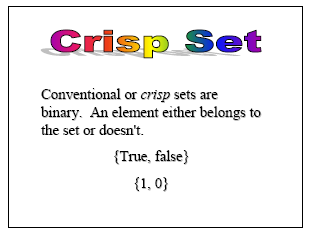 Crisp Set
Conventional or crisp sets are
binary. An element either belongs to
the set or doesn't.
{True, false}
{1, 0}